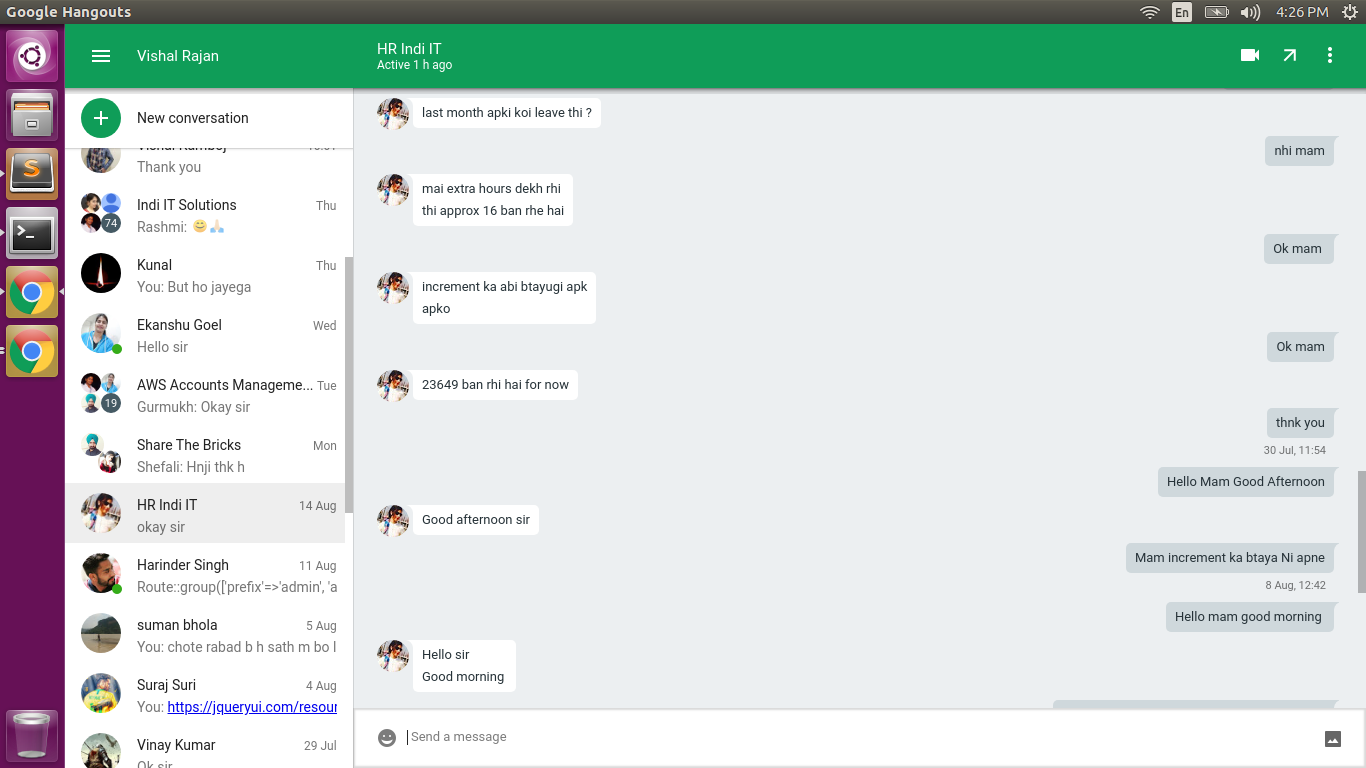 Google Hangouts
En
4:26 PM
Vishal Rajan
HR Indi IT
Active 1 h ago
New conversation
Thank you
Indi IT Solutions
Thu
74
Rashmi: 😊🙏🏻
Kunal
Thu
You: But ho jayega
Ekanshu Goel
Wed
Hello sir
AWS Accounts Manageme...
Tue
19
Gurmukh: Okay sir
Share The Bricks
Mon
Shefali: Hnji thk h
HR Indi IT
14 Aug
okay sir
Harinder Singh
11 Aug
Route::group(['prefix'=>'admin', 'a
suman bhola
5 Aug
You: chote rabad b h sath m bo l
Suraj Suri
4 Aug
You: https://jqueryui.com/resour
Vinay Kumar
29 Jul
Ok sir
last month apki koi leave thi ?
nhi mam
mai extra hours dekh rhi
thi approx 16 ban rhe hai
Ok mam
increment ka abi btayugi apk
apko
Ok mam
23649 ban rhi hai for now
thnk you
30 Jul, 11:54
Hello Mam Good Afternoon
Good afternoon sir
Mam increment ka btaya Ni apne
8 Aug, 12:42
Hello mam good morning
Hello sir
Good morning
Send a message